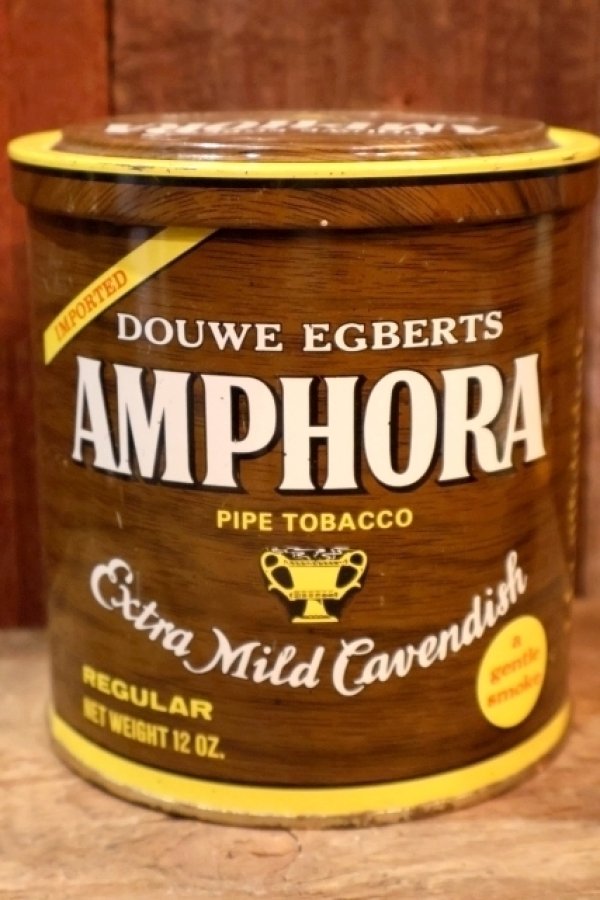 IMPORTED
DOUWE EGBERTS
AMPHORA
PIPE TOBACCO
Extra Mild Cavendish
REGULAR
NET WEIGHT 12 OZ.
a
gentle
smoke